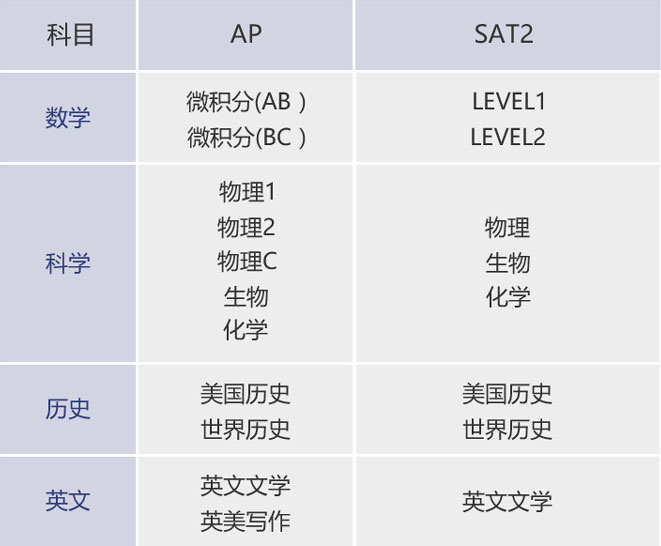 科目 AP SAT2
数学
微积分(AB )
微积分(BC )
LEVEL1
LEVEL2
科学
物理1
物理2
物理C
生物
化学
物理
生物
化学
历史
美国历史
世界历史
美国历史
世界历史
英文
英文文学
英美写作
英文文学